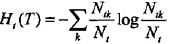 H_t(T) = -∑_k N_tk/N_t log N_tk/N_t